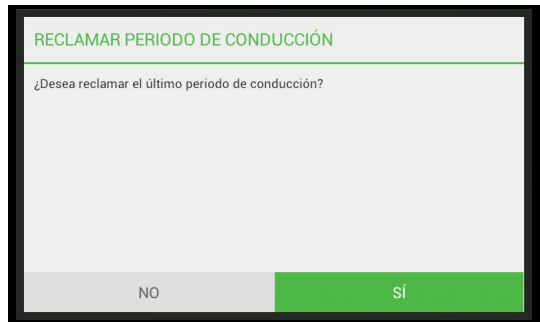 RECLAMAR PERIODO DE CONDUCCIÓN
¿Desea reclamar el último periodo de conducción?
NO
SÍ